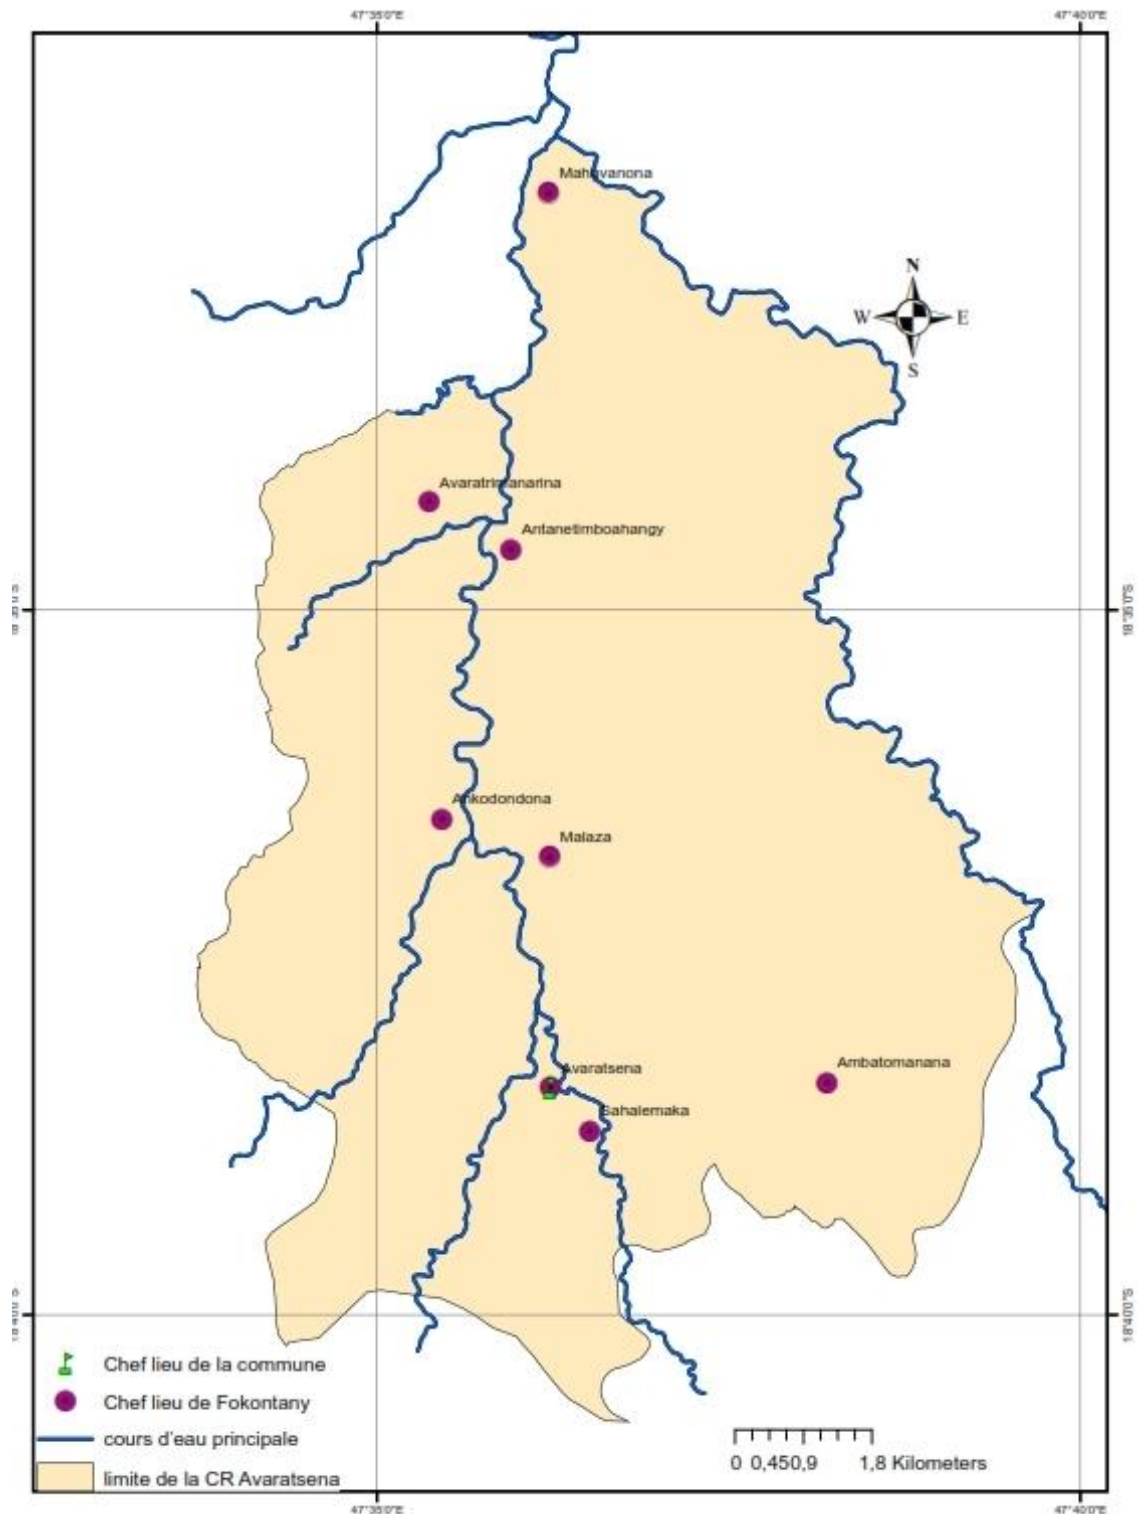 47°35'0"E
47°40'0"E
Mahavanona
N
W
E
S
Avaratrimanarina
Antanetimboahangy
18°35'0"S
Ankodondona
Malaza
Avaratsena
Ambatomanana
Sahalemaka
18°40'0"S
Chef lieu de la commune
Chef lieu de Fokontany
cours d'eau principale
limite de la CR Avaratsena
0 0,450,9 1,8 Kilometers
47°35'0"E
47°40'0"E